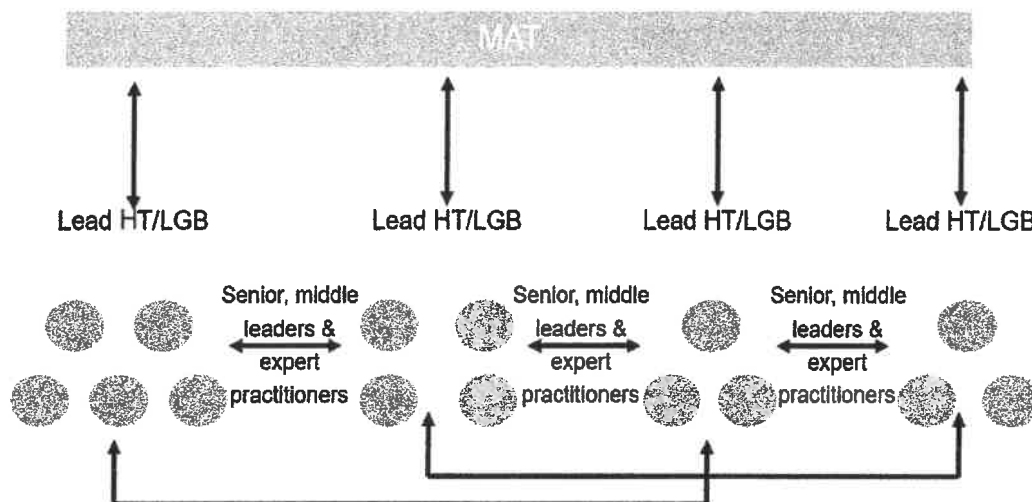 MAT
Lead HT/LGB
Lead HT/LGB
Lead HT/LGB
Lead HT/LGB
Senior, middle
leaders &
expert
practitioners
Senior, middle
leaders &
expert
practitioners
Senior, middle
leaders &
expert
practitioners